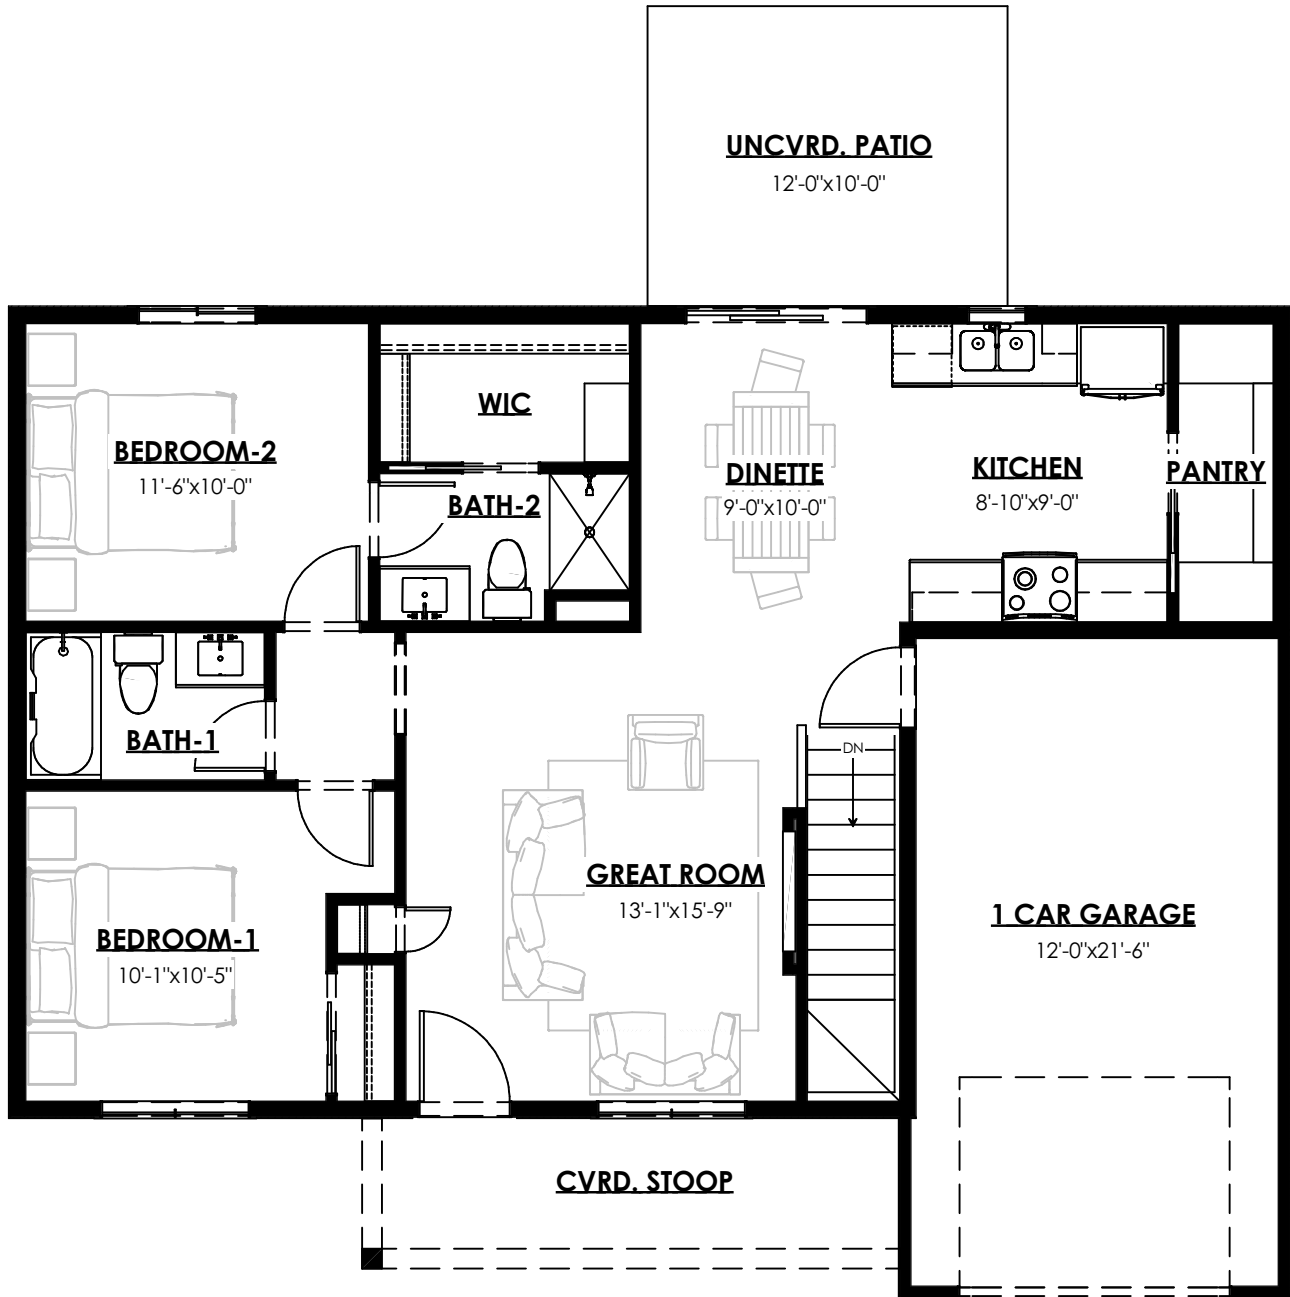 UNCVRD. PATIO
12'-0"x10'-0"
WIC
BEDROOM-2
11'-6"x10'-0"
BATH-2
DINETTE
9'-0"x10'-0"
KITCHEN
8'-10"x9'-0"
PANTRY
BATH-1
DN
GREAT ROOM
13'-1"x15'-9"
BEDROOM-1
10'-1"x10'-5"
1 CAR GARAGE
12'-0"x21'-6"
CVRD. STOOP